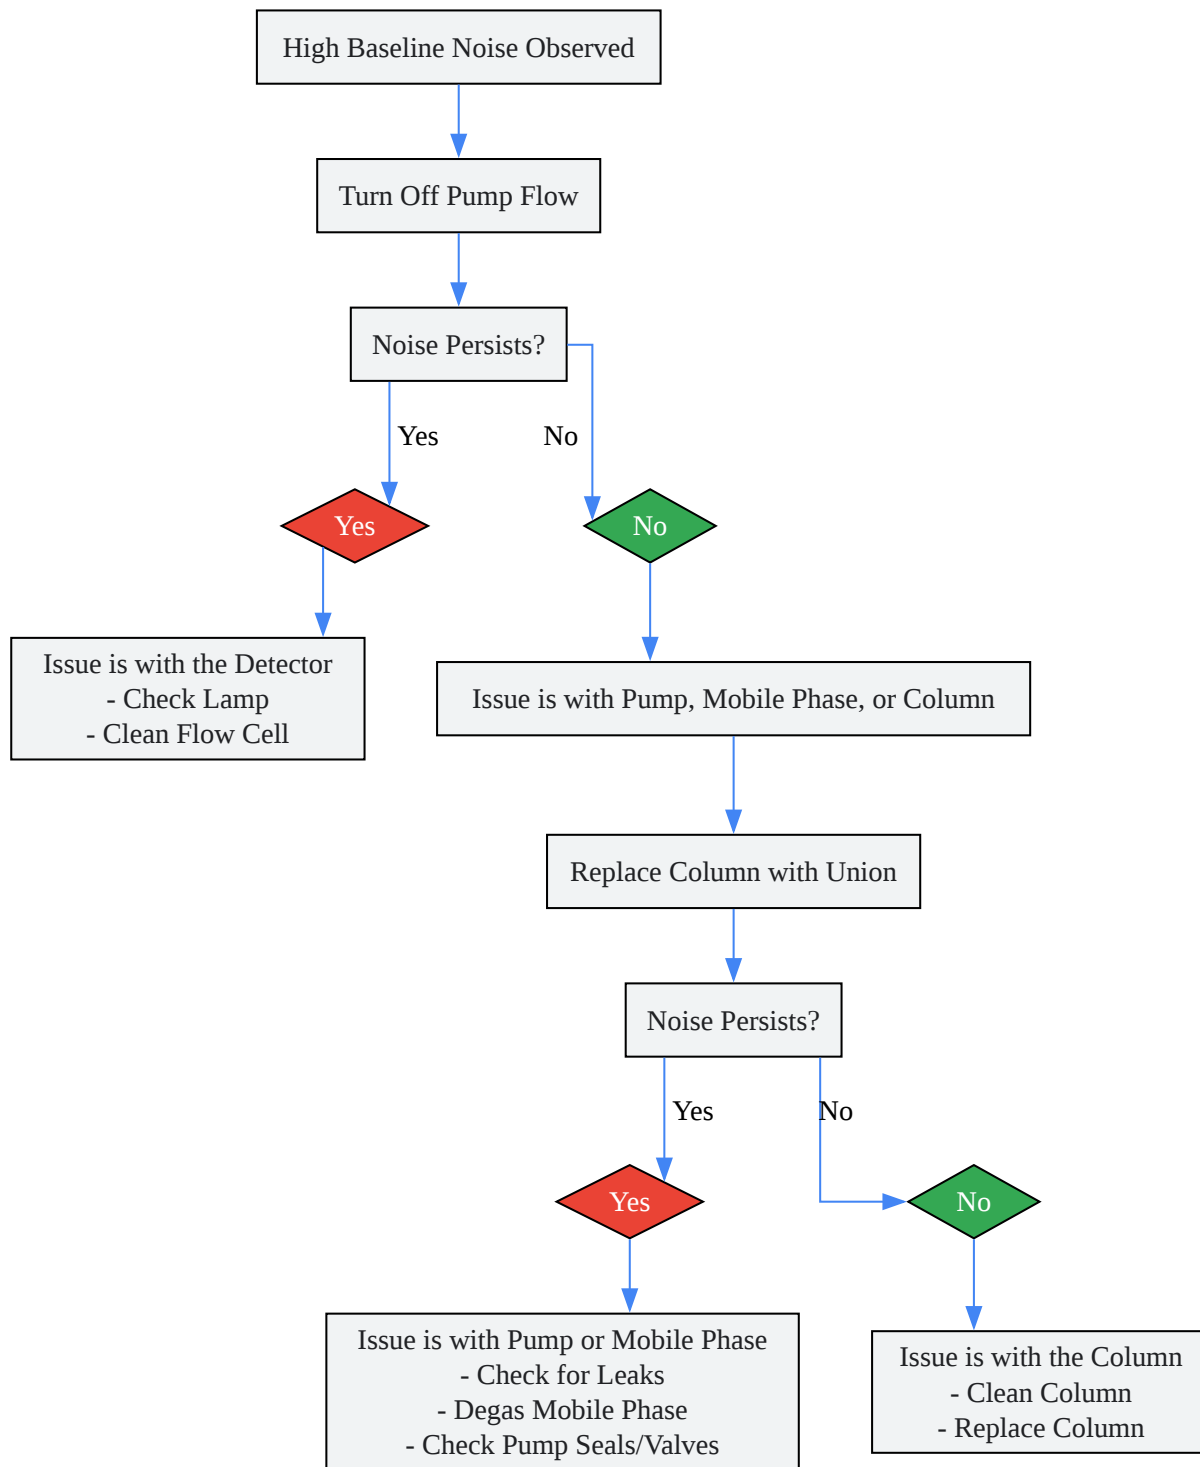 High Baseline Noise Observed
Turn Off Pump Flow
Noise Persists?
Yes
No
Yes
No
Issue is with the Detector
- Check Lamp
- Clean Flow Cell
Issue is with Pump, Mobile Phase, or Column
Replace Column with Union
Noise Persists?
Yes
No
Yes
No
Issue is with Pump or Mobile Phase
- Check for Leaks
- Degas Mobile Phase
- Check Pump Seals/Valves
Issue is with the Column
- Clean Column
- Replace Column